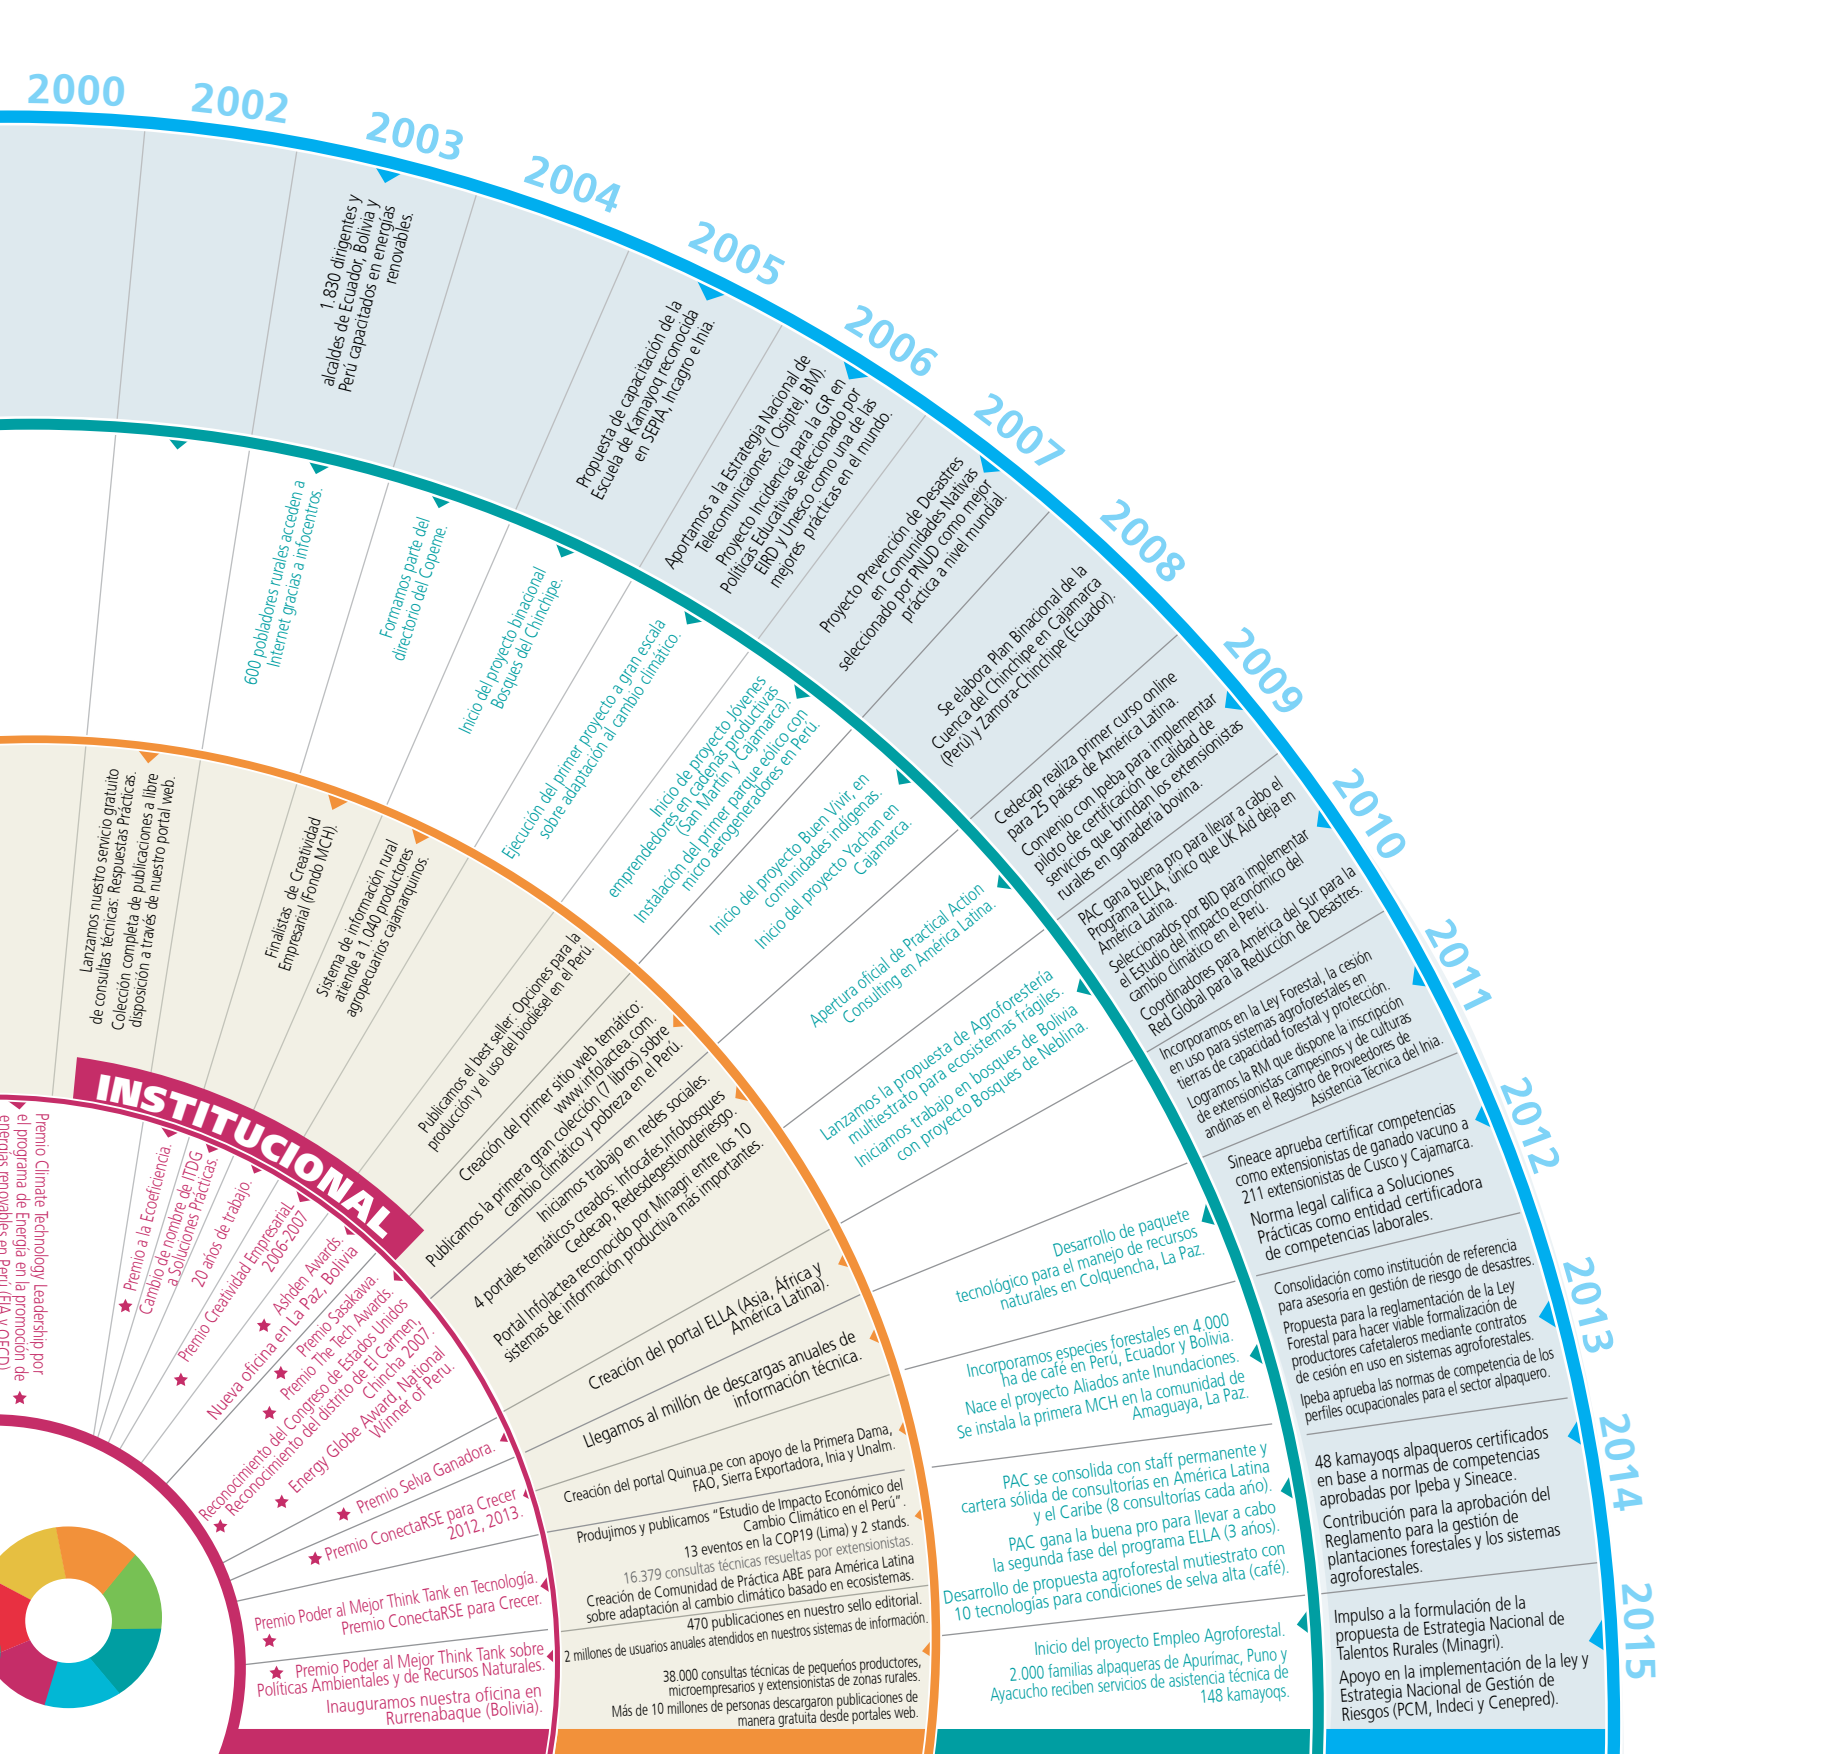 2000
2002
2003
2004
2005
2006
2007
2008
2009
2010
2011
2012
2013
2014
2015
1.830 dirigentes y
alcaldes de Ecuador, Bolivia y
Perú capacitados en energías
renovables.
Propuesta de capacitación de la
Escuela de Kamayoq reconocida
en SEPIA, Incagro e Inia.
Aportamos a la Estrategia Nacional de
Telecomunicaiones ( Osiptel, BM).
Proyecto Incidencia para la GR en
Políticas Educativas seleccionado por
EIRD y Unesco como una de las
mejores prácticas en el mundo.
Proyecto Prevención de Desastres
en Comunidades Nativas
seleccionado por PNUD como mejor
práctica a nivel mundial.
Se elabora Plan Binacional de la
Cuenca del Chinchipe en Cajamarca
(Perú) y Zamora-Chinchipe (Ecuador).
Cedecap realiza primer curso online
para 25 países de América Latina.
Convenio con Ipeba para implementar
piloto de certificación de calidad de
servicios que brindan los extensionistas
rurales en ganadería bovina.
PAC gana buena pro para llevar a cabo el
Programa ELLA, único que UK Aid deja en
América Latina.
Seleccionados por BID para implementar
el Estudio del impacto económico del
cambio climático en el Perú.
Coordinadores para América del Sur para la
Red Global para la Reducción de Desastres.
Incorporamos en la Ley Forestal, la cesión
en uso para sistemas agroforestales en
tierras de capacidad forestal y protección.
Logramos la RM que dispone la inscripción
de extensionistas campesinos y de culturas
andinas en el Registro de Proveedores de
Asistencia Técnica del Inia.
Sineace aprueba certificar competencias
como extensionistas de ganado vacuno a
211 extensionistas de Cusco y Cajamarca.
Norma legal califica a Soluciones
Prácticas como entidad certificadora
de competencias laborales.
Consolidación como institución de referencia
para asesoría en gestión de riesgo de desastres.
Propuesta para la reglamentación de la Ley
Forestal para hacer viable formalización de
productores cafetaleros mediante contratos
de cesión en uso en sistemas agroforestales.
Ipeba aprueba las normas de competencia de los
perfiles ocupacionales para el sector alpaquero.
48 kamayoqs alpaqueros certificados
en base a normas de competencias
aprobadas por Ipeba y Sineace.
Contribución para la aprobación del
Reglamento para la gestión de
plantaciones forestales y los sistemas
agroforestales.
Impulso a la formulación de la
propuesta de Estrategia Nacional de
Talentos Rurales (Minagri).
Apoyo en la implementación de la ley y
Estrategia Nacional de Gestión de
Riesgos (PCM, Indeci y Cenepred).
600 pobladores rurales acceden a
Internet gracias a infocentros.
Formamos parte del
directorio del Copeme.
Inicio del proyecto binacional
Bosques del Chinchipe.
Ejecución del primer proyecto a gran escala
sobre adaptación al cambio climático.
Inicio de proyecto Jóvenes
emprendedores en cadenas productivas
(San Martín y Cajamarca).
Instalación del primer parque eólico con
micro aerogeneradores en Perú.
Inicio del proyecto Buen Vivir, en
comunidades indígenas.
Inicio del proyecto Yachan en
Cajamarca.
Apertura oficial de Practical Action
Consulting en América Latina.
Lanzamos la propuesta de Agroforestería
multiestrato para ecosistemas frágiles.
Iniciamos trabajo en bosques de Bolivia
con proyecto Bosques de Neblina.
Desarrollo de paquete
tecnológico para el manejo de recursos
naturales en Colquencha, La Paz.
Incorporamos especies forestales en 4.000
ha de café en Perú, Ecuador y Bolivia.
Nace el proyecto Aliados ante Inundaciones.
Se instala la primera MCH en la comunidad de
Amaguaya, La Paz.
PAC se consolida con staff permanente y
cartera sólida de consultorías en América Latina
y el Caribe (8 consultorías cada año).
PAC gana la buena pro para llevar a cabo
la segunda fase del programa ELLA (3 años).
Desarrollo de propuesta agroforestal mutiestrato con
10 tecnologías para condiciones de selva alta (café).
Inicio del proyecto Empleo Agroforestal.
2.000 familias alpaqueras de Apurímac, Puno y
Ayacucho reciben servicios de asistencia técnica de
148 kamayoqs.
Lanzamos nuestro servicio gratuito
de consultas técnicas: Respuestas Prácticas.
Colección completa de publicaciones a libre
disposición a través de nuestro portal web.
Finalistas de Creatividad
Empresarial (Fondo MCH).
Sistema de información rural
atiende a 1.040 productores
agropecuarios cajamarquinos.
Publicamos el best seller: Opciones para la
producción y el uso del biodiésel en el Perú.
Creación del primer sitio web temático:
www.infolactea.com.
Publicamos la primera gran colección (7 libros) sobre
cambio climático y pobreza en el Perú.
Iniciamos trabajo en redes sociales.
4 portales temáticos creados: Infocafes,Infobosques
Cedecap, Redesdegestionderiesgo.
Portal Infolactea reconocido por Minagri entre los 10
sistemas de información productiva más importantes.
Creación del portal ELLA (Asia, África y
América Latina).
Llegamos al millón de descargas anuales de
información técnica.
Creación del portal Quinua.pe con apoyo de la Primera Dama,
FAO, Sierra Exportadora, Inia y Unalm.
Produjimos y publicamos “Estudio de Impacto Económico del
Cambio Climático en el Perú”.
13 eventos en la COP19 (Lima) y 2 stands.
16.379 consultas técnicas resueltas por extensionistas.
Creación de Comunidad de Práctica ABE para América Latina
sobre adaptación al cambio climático basado en ecosistemas.
470 publicaciones en nuestro sello editorial.
2 millones de usuarios anuales atendidos en nuestros sistemas de información.
38.000 consultas técnicas de pequeños productores,
microempresarios y extensionistas de zonas rurales.
Más de 10 millones de personas descargaron publicaciones de
manera gratuita desde portales web.
INSTITUCIONAL
Premio Climate Technology Leadership por
el programa de Energía en la promoción de
energías renovables en Perú (EIA y OECD)
Premio a la Ecoeficiencia.
Cambio de nombre de ITDG
a Soluciones Prácticas.
20 años de trabajo.
Premio Creatividad Empresarial,
2006-2007
Ashden Awards.
Nueva oficina en La Paz, Bolivia
Premio Sasakawa.
Premio The Tech Awards.
Reconocimiento del Congreso de Estados Unidos
Reconocimiento del distrito de El Carmen,
Chincha 2007.
Energy Globe Award, National
Winner of Perú.
Premio Selva Ganadora.
Premio ConectaRSE para Crecer
2012, 2013.
Premio Poder al Mejor Think Tank en Tecnología.
Premio ConectaRSE para Crecer.
Premio Poder al Mejor Think Tank sobre
Políticas Ambientales y de Recursos Naturales.
Inauguramos nuestra oficina en
Rurrenabaque (Bolivia).